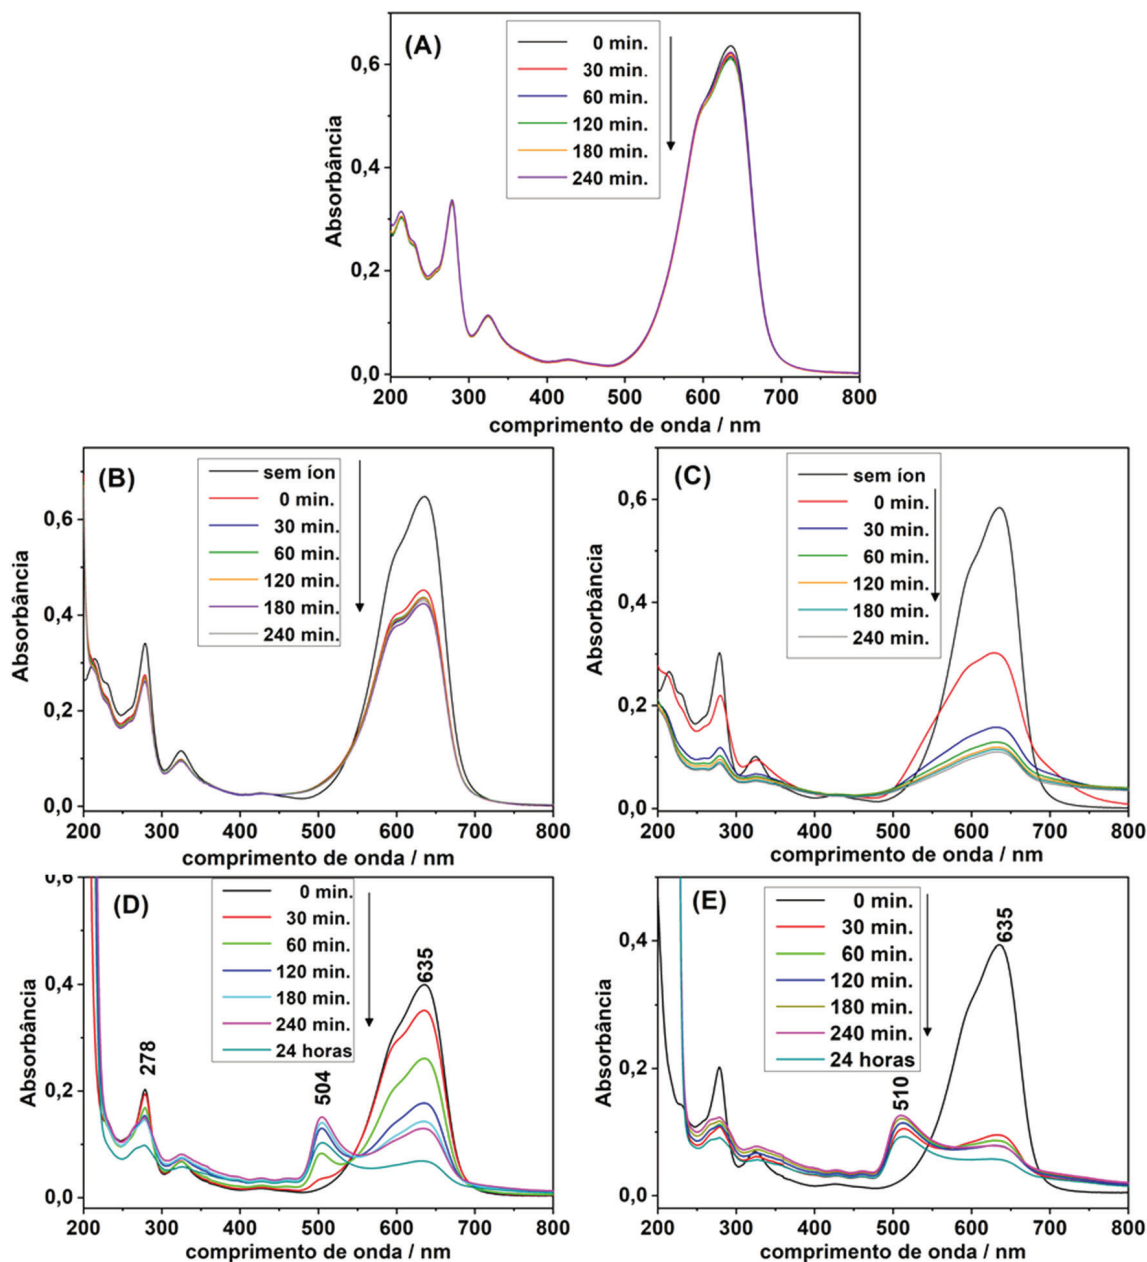 (A)
0 min.
30 min.
60 min.
120 min.
180 min.
240 min.
Absorbância
0,6
0,4
0,2
0,0
200 300 400 500 600 700 800
comprimento de onda / nm
(B)
sem íon
0 min.
30 min.
60 min.
120 min.
180 min.
240 min.
Absorbância
0,6
0,4
0,2
0,0
200 300 400 500 600 700 800
comprimento de onda / nm
(C)
sem íon
0 min.
30 min.
60 min.
120 min.
180 min.
240 min.
Absorbância
0,6
0,4
0,2
0,0
200 300 400 500 600 700 800
comprimento de onda / nm
(D)
0 min.
30 min.
60 min.
120 min.
180 min.
240 min.
24 horas
278
504
635
Absorbância
0,6
0,4
0,2
0,0
200 300 400 500 600 700 800
comprimento de onda / nm
(E)
0 min.
30 min.
60 min.
120 min.
180 min.
240 min.
24 horas
510
635
Absorbância
0,4
0,2
0,0
200 300 400 500 600 700 800
comprimento de onda / nm